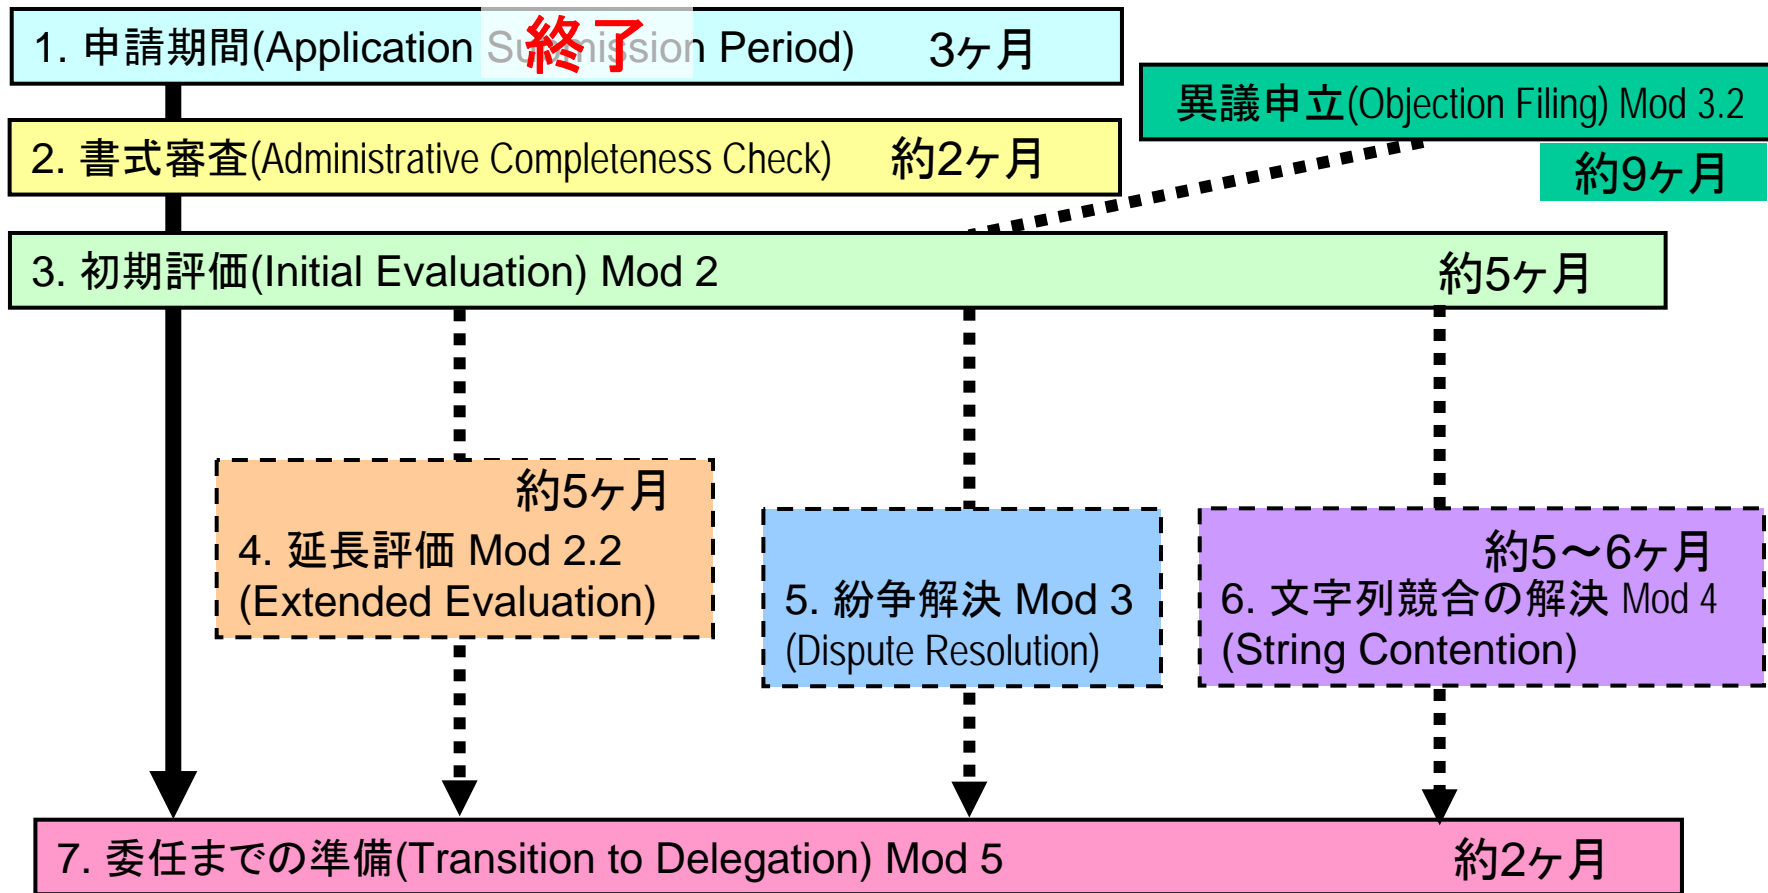 1. 申請期間(Application Submission Period) 3ヶ月
終了
異議申立(Objection Filing) Mod 3.2
約9ヶ月
2. 書式審査(Administrative Completeness Check) 約2ヶ月
3. 初期評価(Initial Evaluation) Mod 2 約5ヶ月
約5ヶ月
4. 延長評価 Mod 2.2
(Extended Evaluation)
5. 紛争解決 Mod 3
(Dispute Resolution)
約5～6ヶ月
6. 文字列競合の解決 Mod 4
(String Contention)
7. 委任までの準備(Transition to Delegation) Mod 5 約2ヶ月